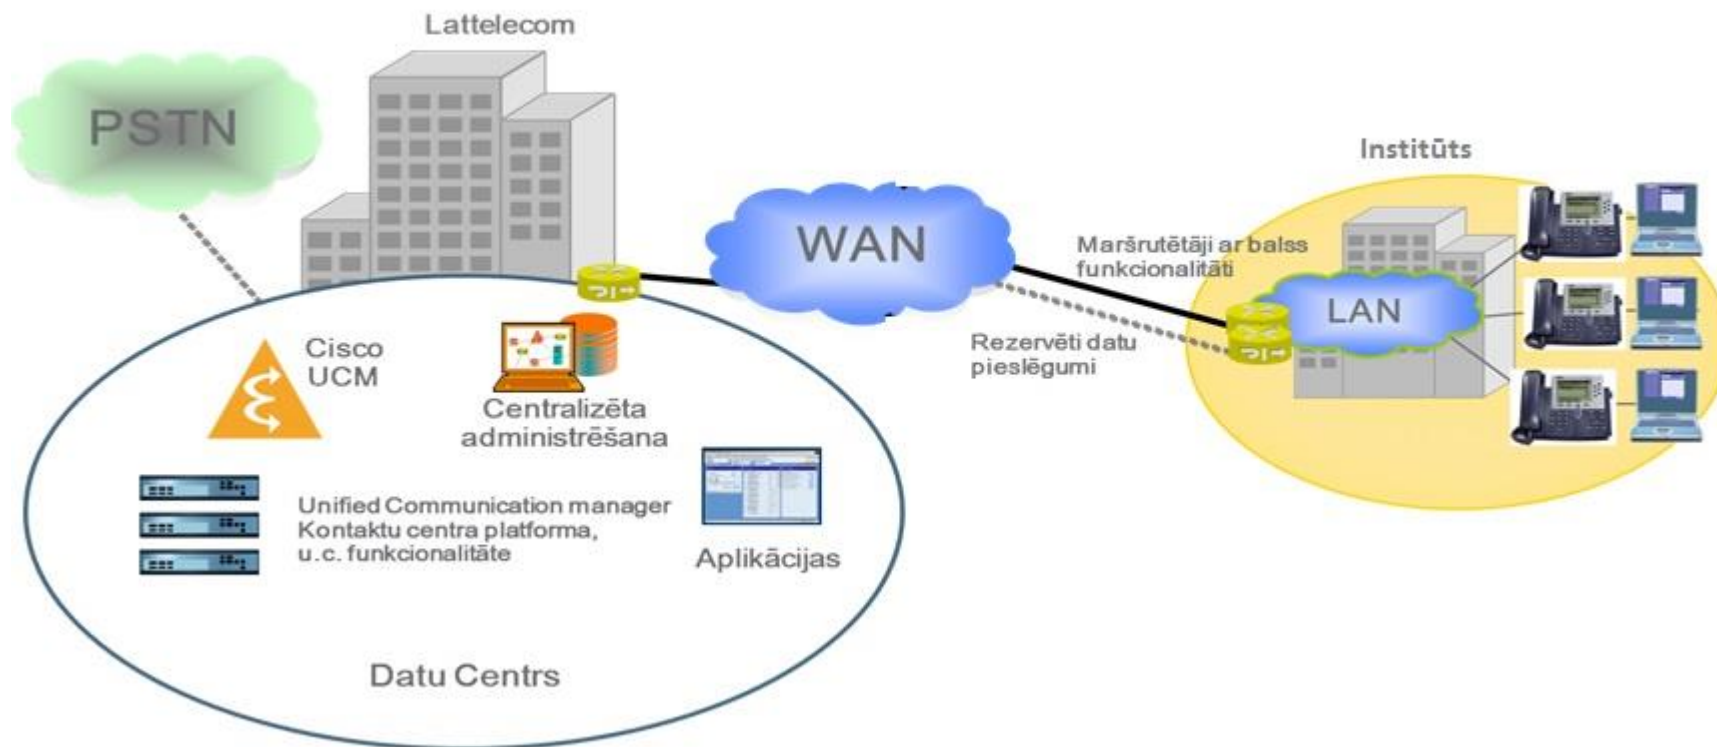 Lattelecom
PSTN
Institūts
WAN
Maršrutētāji ar balss
funkcionalitāti
LAN
Rezervēti datu
pieslēgumi
Cisco
UCM
Centralizēta
administrēšana
Unified Communication manager
Kontaktu centra platforma,
u.c. funkcionalitāte
Aplikācijas
Datu Centrs